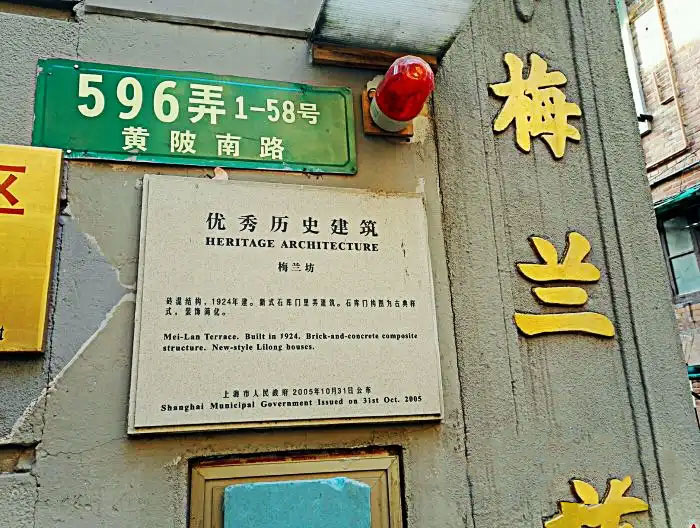 596弄 1-58号
黄陂南路
区
优秀历史建筑
HERITAGE ARCHITECTURE
梅兰坊
砖混结构，1924年建。新式石库门里弄建筑。石库门构图为古典样
式，装饰简化。
Mei-Lan Terrace. Built in 1924. Brick-and-concrete composite
structure. New-style Lilong houses.
上海市人民政府 2005年10月31日公布
Shanghai Municipal Government Issued on 31st Oct. 2005
梅
兰